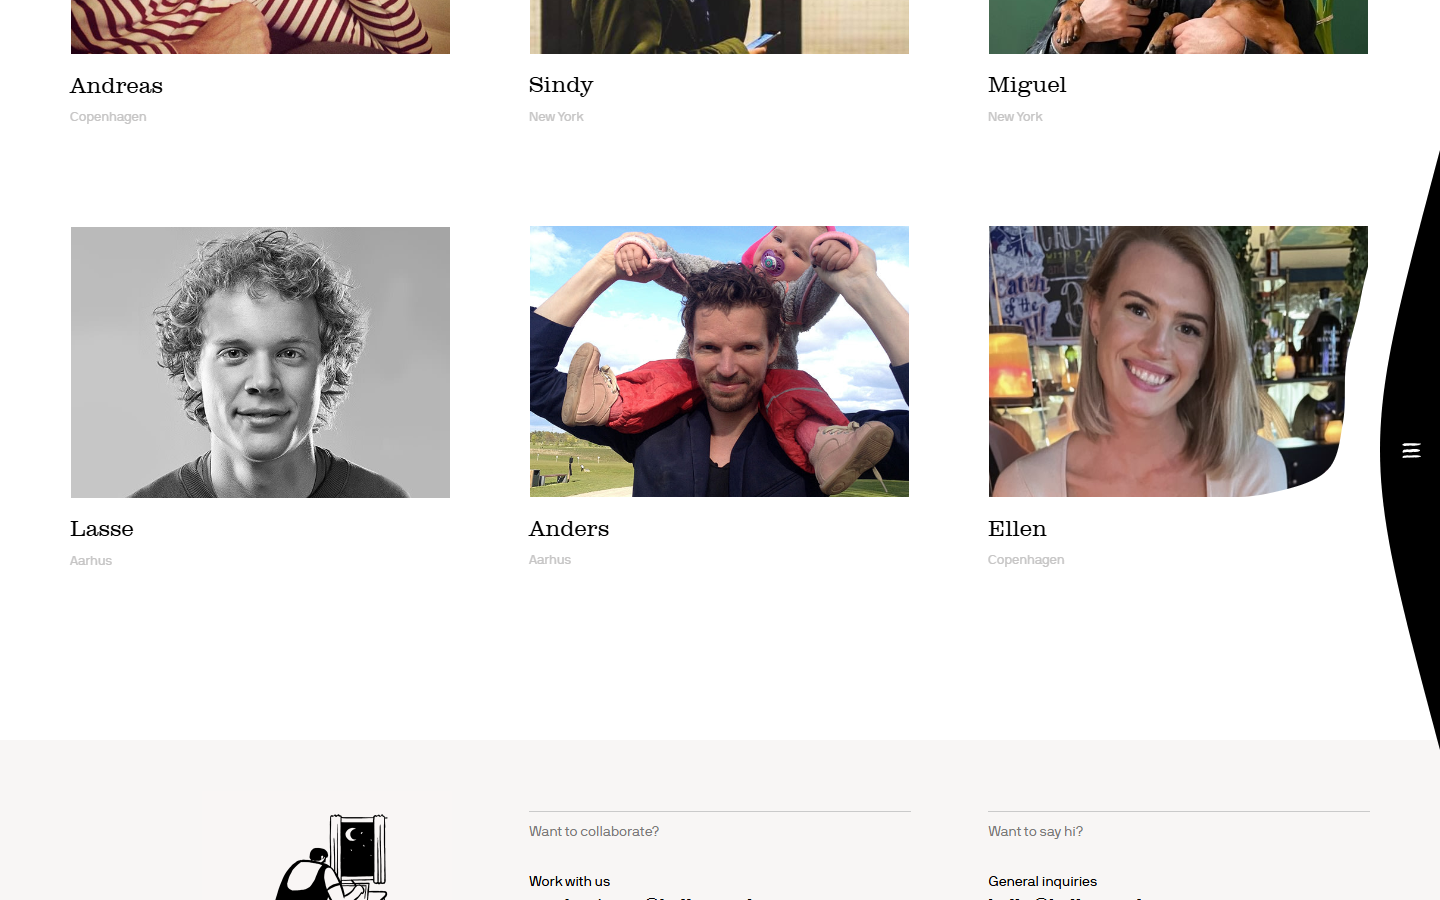 Andreas
Copenhagen
Sindy
New York
Miguel
New York
Lasse
Aarhus
Anders
Aarhus
Ellen
Copenhagen
Want to collaborate?
Want to say hi?
Work with us
General inquiries